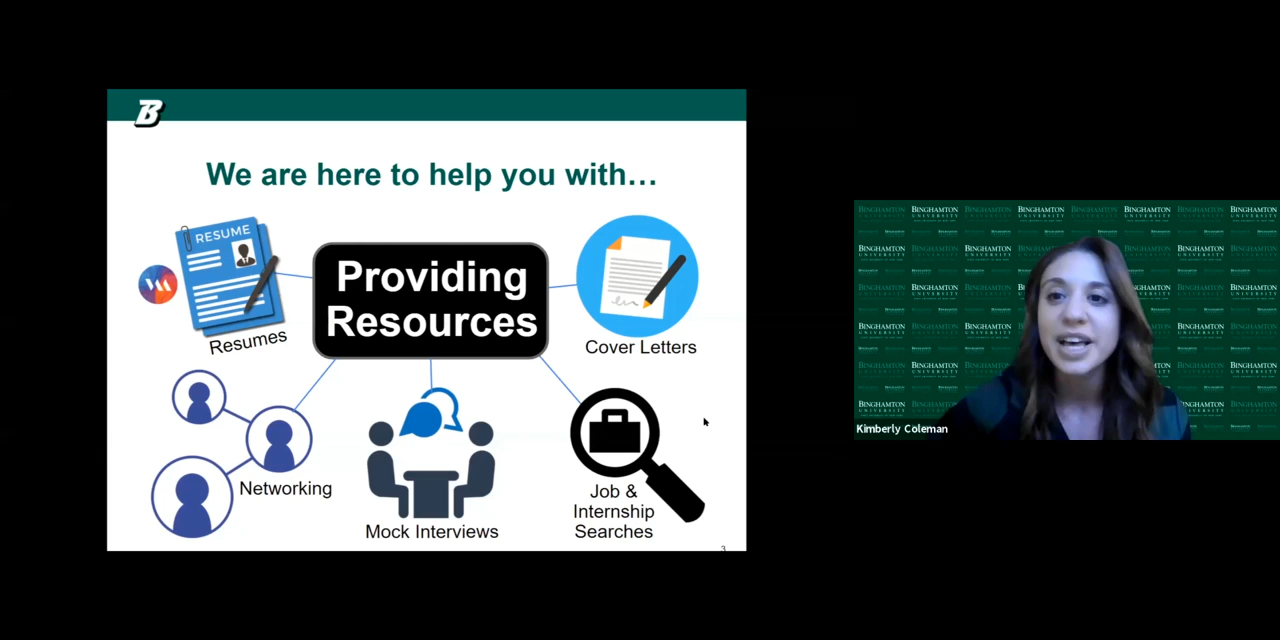 B
We are here to help you with…
RESUME
Providing
Resources
Resumes
Cover Letters
Networking
Mock Interviews
Job &
Internship
Searches
3
BINGHAMTON
UNIVERSITY
Kimberly Coleman